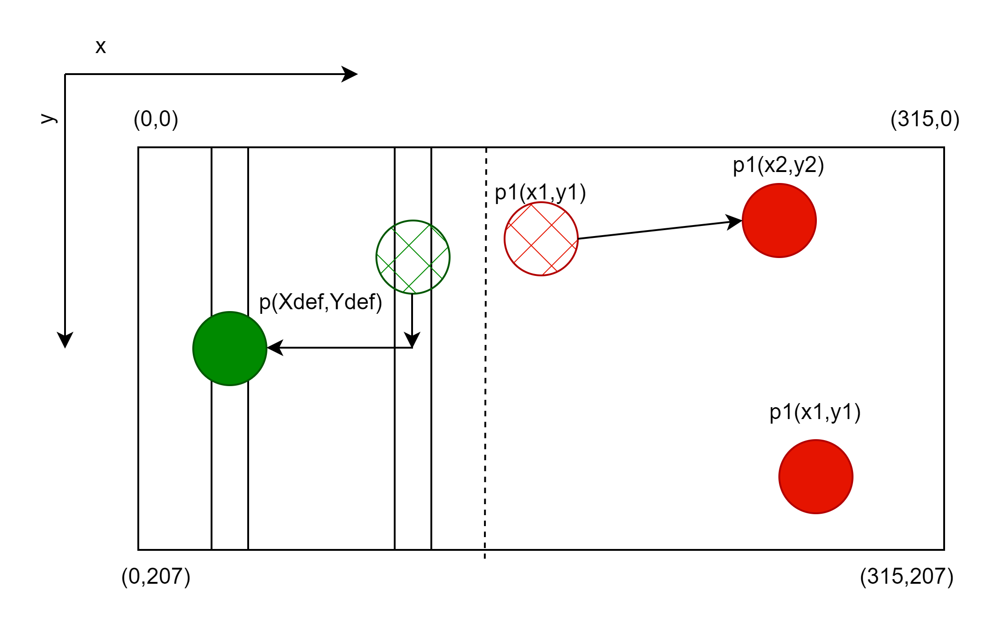 x
y
(0,0)
(315,0)
p1(x2,y2)
p1(x1,y1)
p(Xdef,Ydef)
p1(x1,y1)
(0,207)
(315,207)